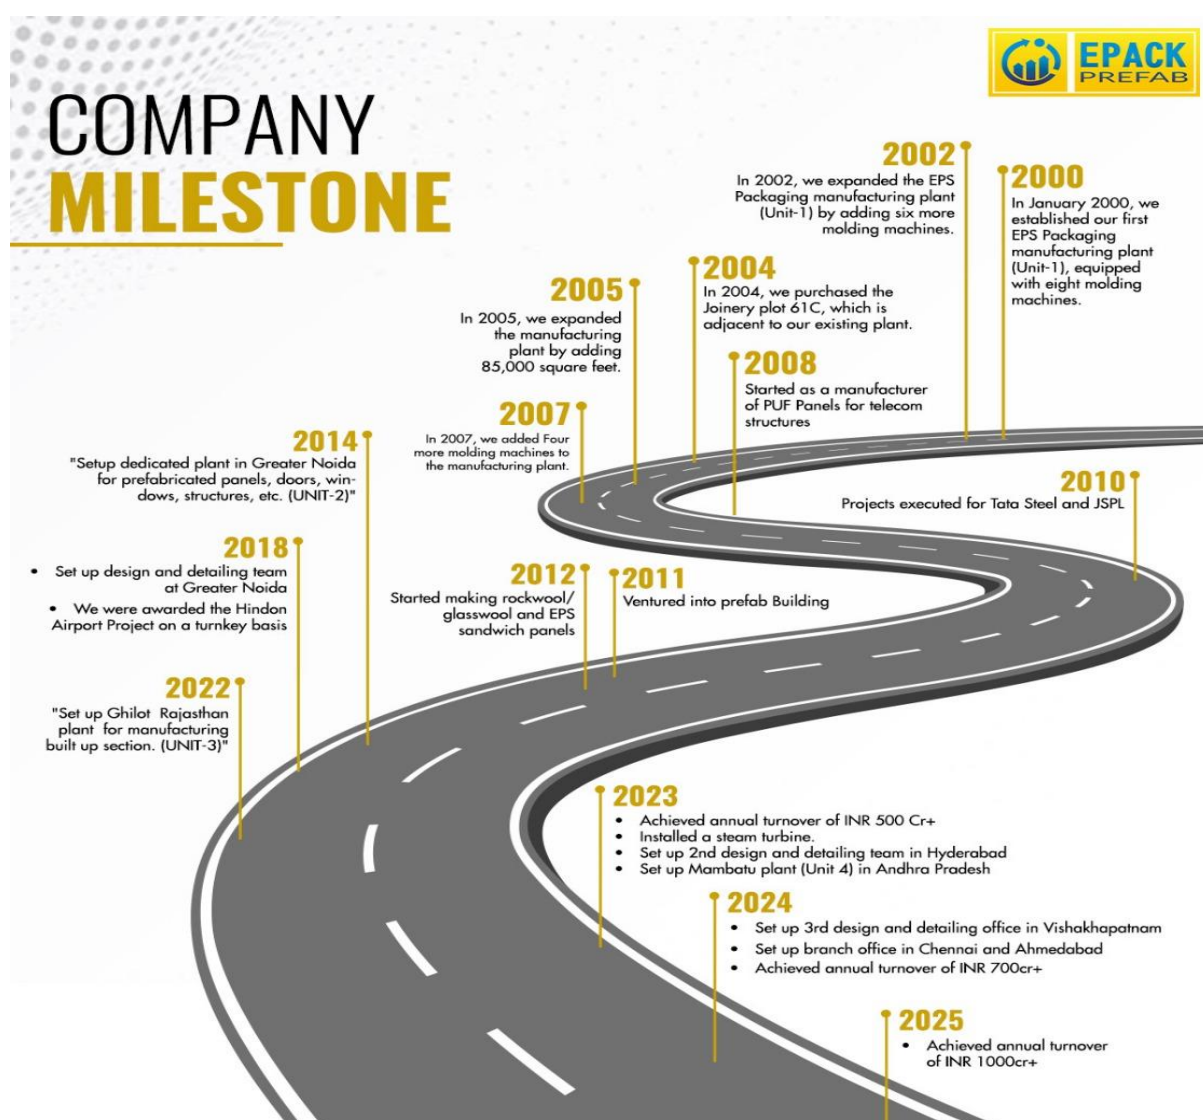 COMPANY
MILESTONE
EPACK
PREFAB
2000
In January 2000, we
established our first
EPS Packaging
manufacturing plant
(Unit-1), equipped
with eight molding
machines.
2002
In 2002, we expanded the EPS
Packaging manufacturing plant
(Unit-1) by adding six more
molding machines.
2004
In 2004, we purchased the
Joinery plot 61C, which is
adjacent to our existing plant.
2005
In 2005, we expanded
the manufacturing
plant by adding
85,000 square feet.
2007
In 2007, we added Four
more molding machines to
the manufacturing plant.
2008
Started as a manufacturer
of PUF Panels for telecom
structures
2010
Projects executed for Tata Steel and JSPL
2011
Ventured into prefab Building
2012
Started making rockwool/
glasswool and EPS
sandwich panels
2014
"Setup dedicated plant in Greater Noida
for prefabricated panels, doors, win-
dows, structures, etc. (UNIT-2)"
2018
• Set up design and detailing team
at Greater Noida
• We were awarded the Hindon
Airport Project on a turnkey basis
2022
"Set up Ghilot Rajasthan
plant for manufacturing
built up section. (UNIT-3)"
2023
• Achieved annual turnover of INR 500 Cr+
• Installed a steam turbine.
• Set up 2nd design and detailing team in Hyderabad
• Set up Mambatu plant (Unit 4) in Andhra Pradesh
2024
• Set up 3rd design and detailing office in Vishakhapatnam
• Set up branch office in Chennai and Ahmedabad
• Achieved annual turnover of INR 700cr+
2025
• Achieved annual turnover
of INR 1000cr+